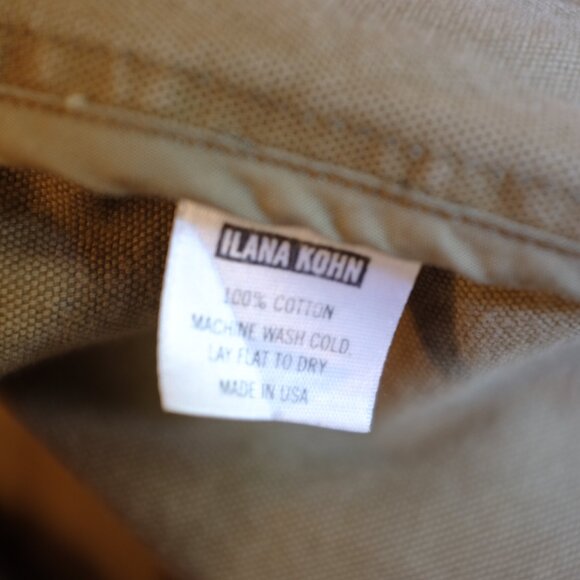 ILANA KOHN
100% COTTON
MACHINE WASH COLD.
LAY FLAT TO DRY
MADE IN USA